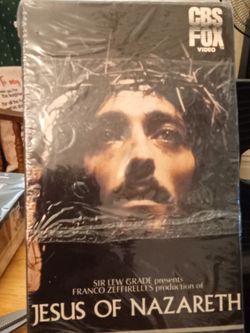 CBS
FOX
VIDEO
SIR LEW GRADE presents
FRANCO ZEFFIRELLI'S production of
JESUS OF NAZARETH